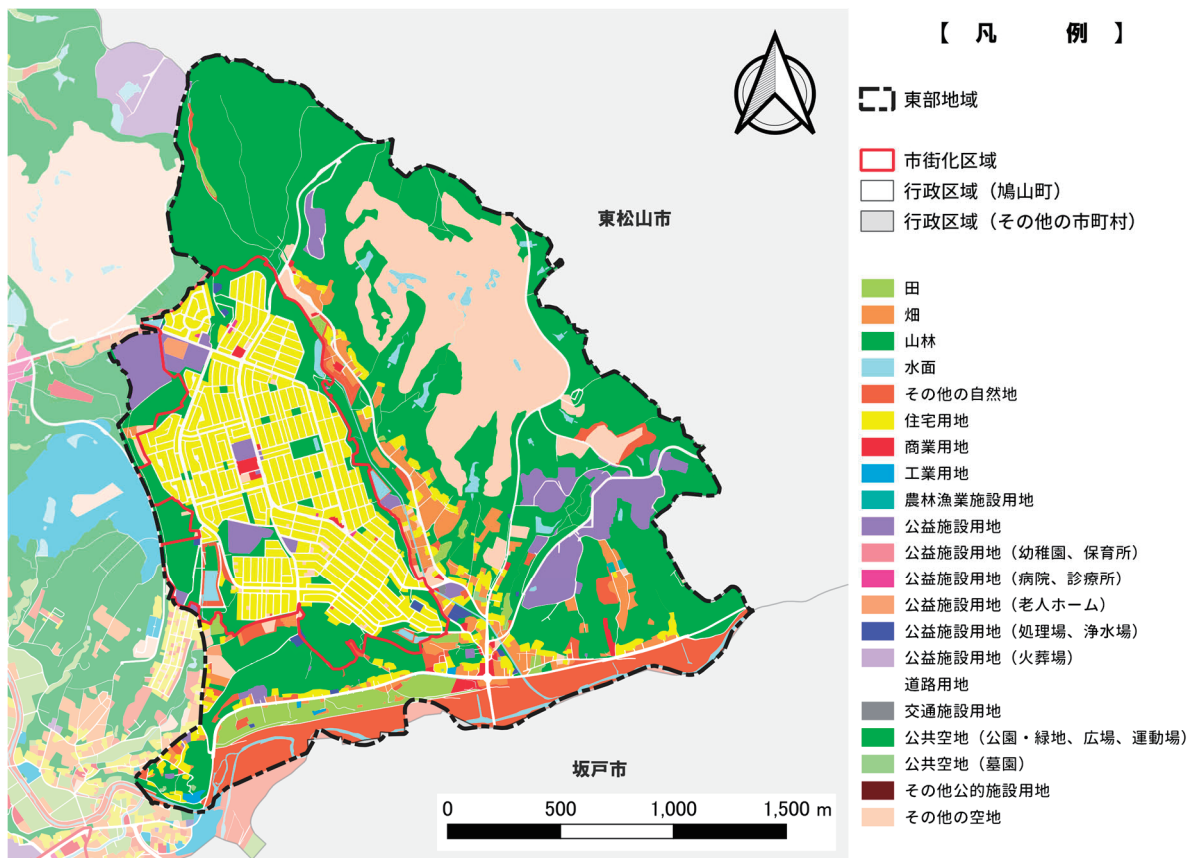 【 凡 例 】
東部地域
市街化区域
行政区域（鳩山町）
行政区域（その他の市町村）
田
畑
山林
水面
その他の自然地
住宅用地
商業用地
工業用地
農林漁業施設用地
公益施設用地
公益施設用地（幼稚園、保育所）
公益施設用地（病院、診療所）
公益施設用地（老人ホーム）
公益施設用地（処理場、浄水場）
公益施設用地（火葬場）
道路用地
交通施設用地
公共空地（公園・緑地、広場、運動場）
公共空地（墓園）
その他公的施設用地
その他の空地
東松山市
坂戸市
0 500 1,000 1,500 m